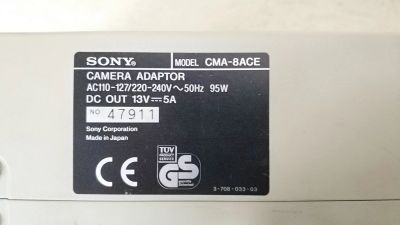 SONY® MODEL CMA-8ACE
CAMERA ADAPTOR
AC110-127/220-240V~50Hz 95W
DC OUT 13V⎓5A
NO 47911
Sony Corporation
Made in Japan
CE
TÜV
GS
3-708-033-03